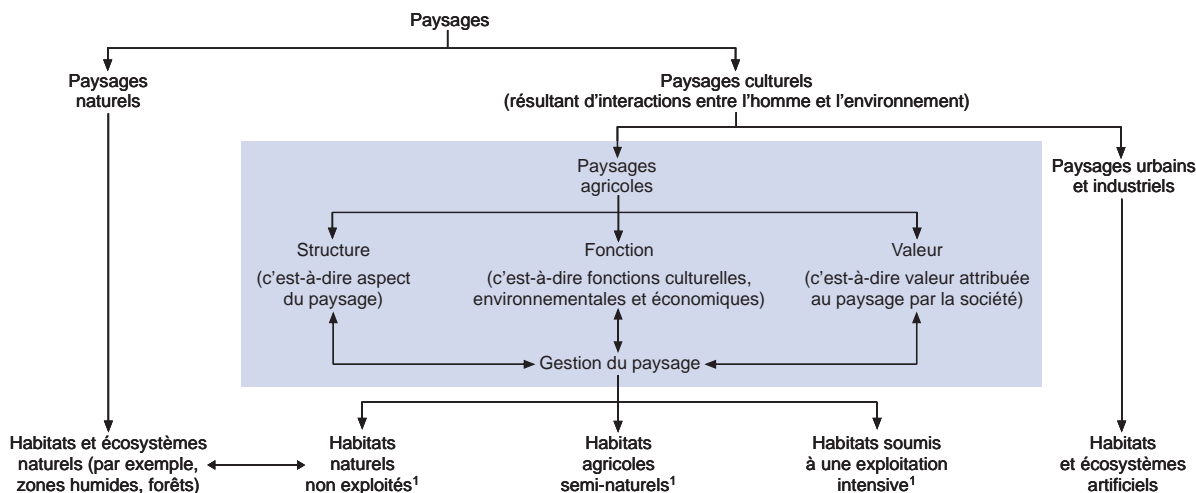 Paysages
Paysages
naturels
Paysages culturels
(résultant d'interactions entre l'homme et l'environnement)
Paysages
agricoles
Paysages urbains
et industriels
Structure
(c'est-à-dire aspect
du paysage)
Fonction
(c'est-à-dire fonctions culturelles,
environnementales et économiques)
Valeur
(c'est-à-dire valeur attribuée
au paysage par la société)
Gestion du paysage
Habitats et écosystèmes
naturels (par exemple,
zones humides, forêts)
Habitats
naturels
non exploités¹
Habitats
agricoles
semi-naturels¹
Habitats soumis
à une exploitation
intensive¹
Habitats
et écosystèmes
artificiels